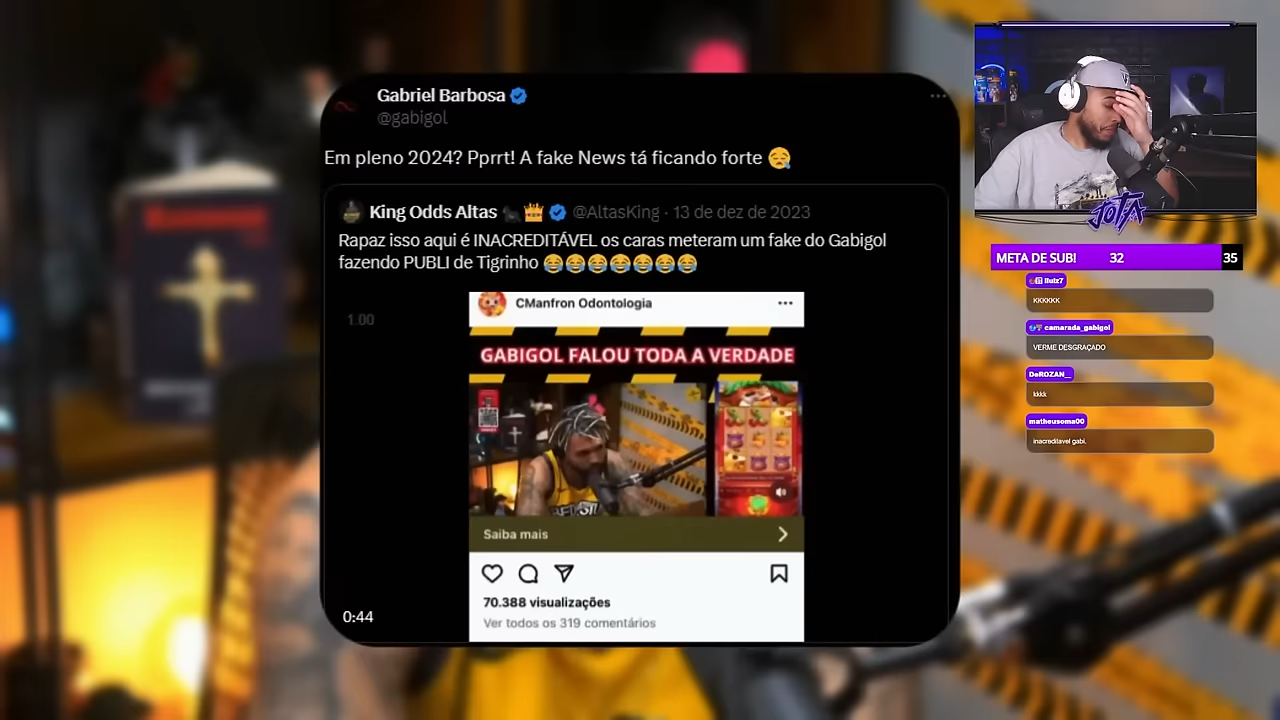 Gabriel Barbosa
@gabigol
Em pleno 2024? Pprrt! A fake News tá ficando forte 😪
King Odds Altas 🐈‍⬛👑 @AltasKing · 13 de dez de 2023
Rapaz isso aqui é INACREDITÁVEL os caras meteram um fake do Gabigol
fazendo PUBLI de Tigrinho 😂😂😂😂😂😂😂
1.00
CManfron Odontologia
GABIGOL FALOU TODA A VERDADE
Saiba mais
70.388 visualizações
Ver todos os 319 comentários
0:44
JOTA
META DE SUB! 32 35
KKKKKK
camarada_gabigol
VERME DESGRAÇADO
DeROZAN__
kkkk
matheusoma00
inacreditavel gabi.